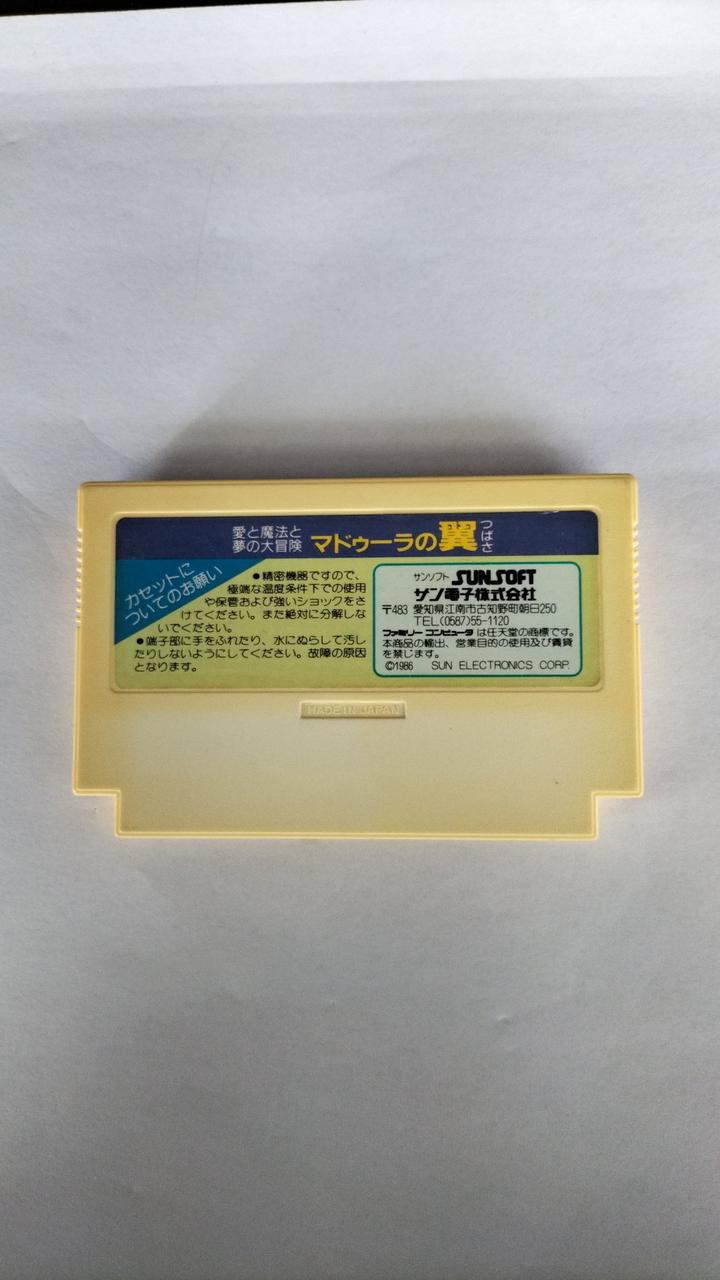 愛と魔法と
夢の大冒険
マドゥーラの翼
つばさ
カセットに
ついてのお願い
●精密機器ですので、
極端な温度条件下での使用
や保管および強いショックをさ
けてください。また絶対に分解しな
いでください。
●端子部に手をふれたり、水にぬらして汚し
たりしないようにしてください。故障の原因
となります。
サンソフト SUNSOFT
サン電子株式会社
〒483 愛知県江南市古知野町朝日250
TEL.(0587)55-1120
ファミリーコンピュータ は任天堂の商標です。
本商品の輸出、営業目的の使用及び賃貸
を禁じます。
©1986 SUN ELECTRONICS CORP.
MADE IN JAPAN